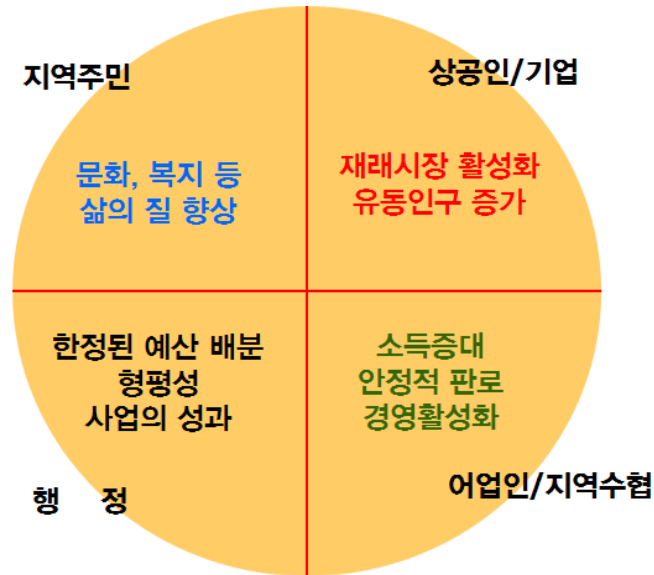 지역주민
상공인/기업
문화, 복지 등
삶의 질 향상
재래시장 활성화
유동인구 증가
한정된 예산 배분
형평성
사업의 성과
소득증대
안정적 판로
경영활성화
행 정
어업인/지역수협